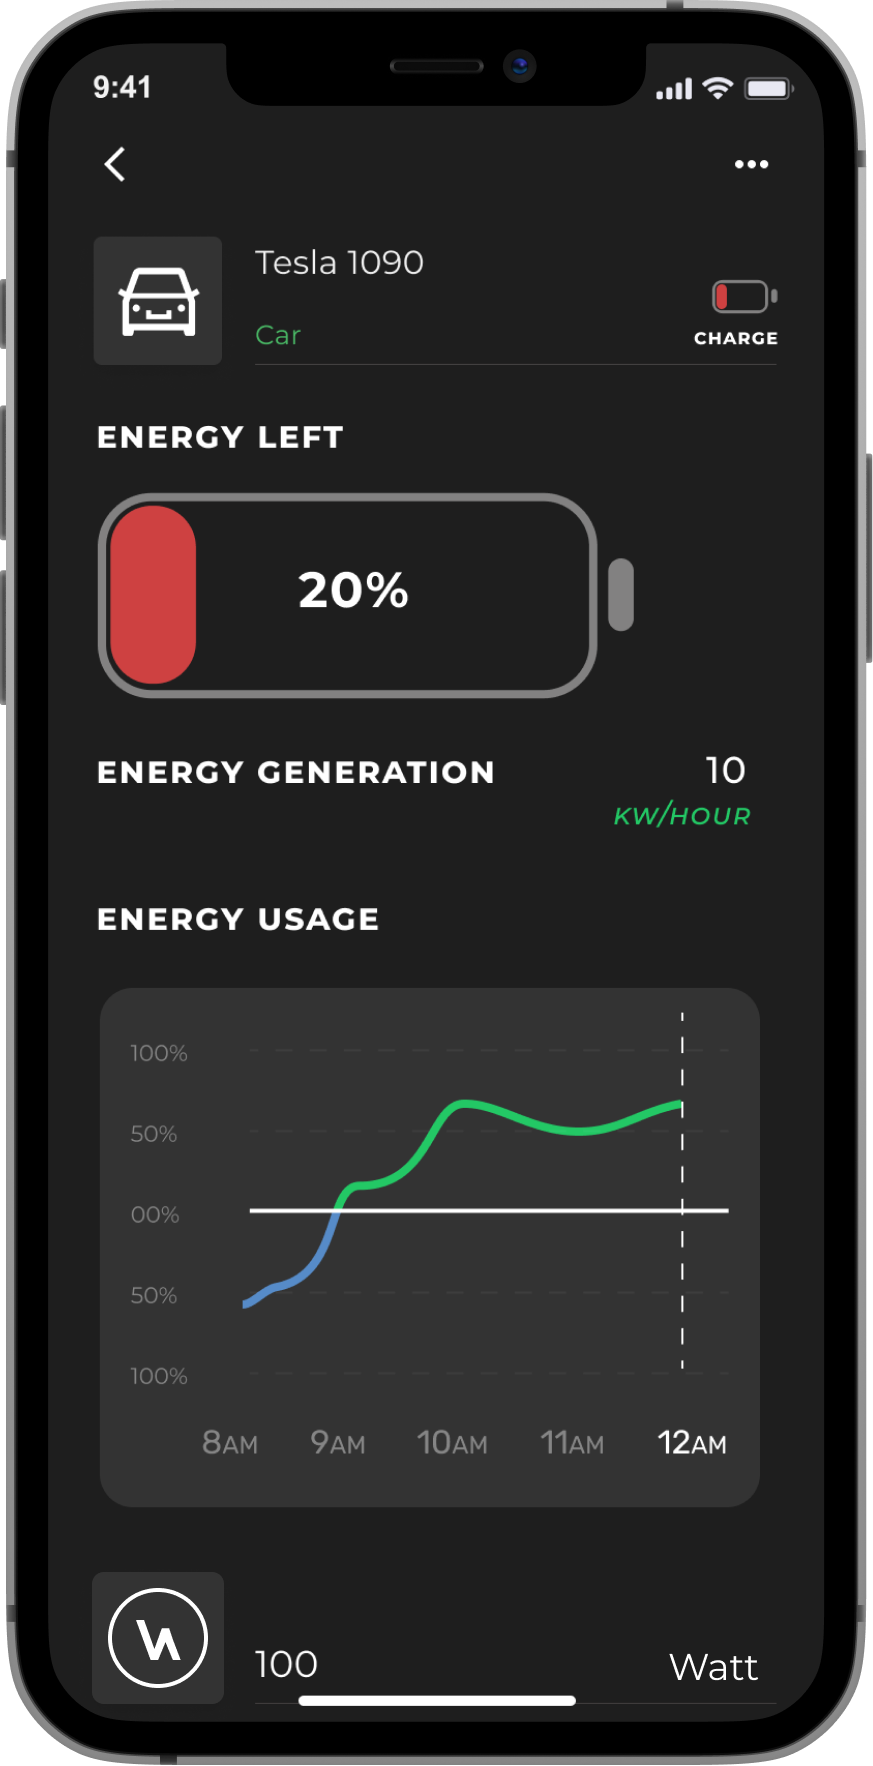 9:41
Tesla 1090
Car
CHARGE
ENERGY LEFT
20%
ENERGY GENERATION
10
KW/HOUR
ENERGY USAGE
100%
50%
00%
50%
100%
8AM 9AM 10AM 11AM 12AM
100 Watt